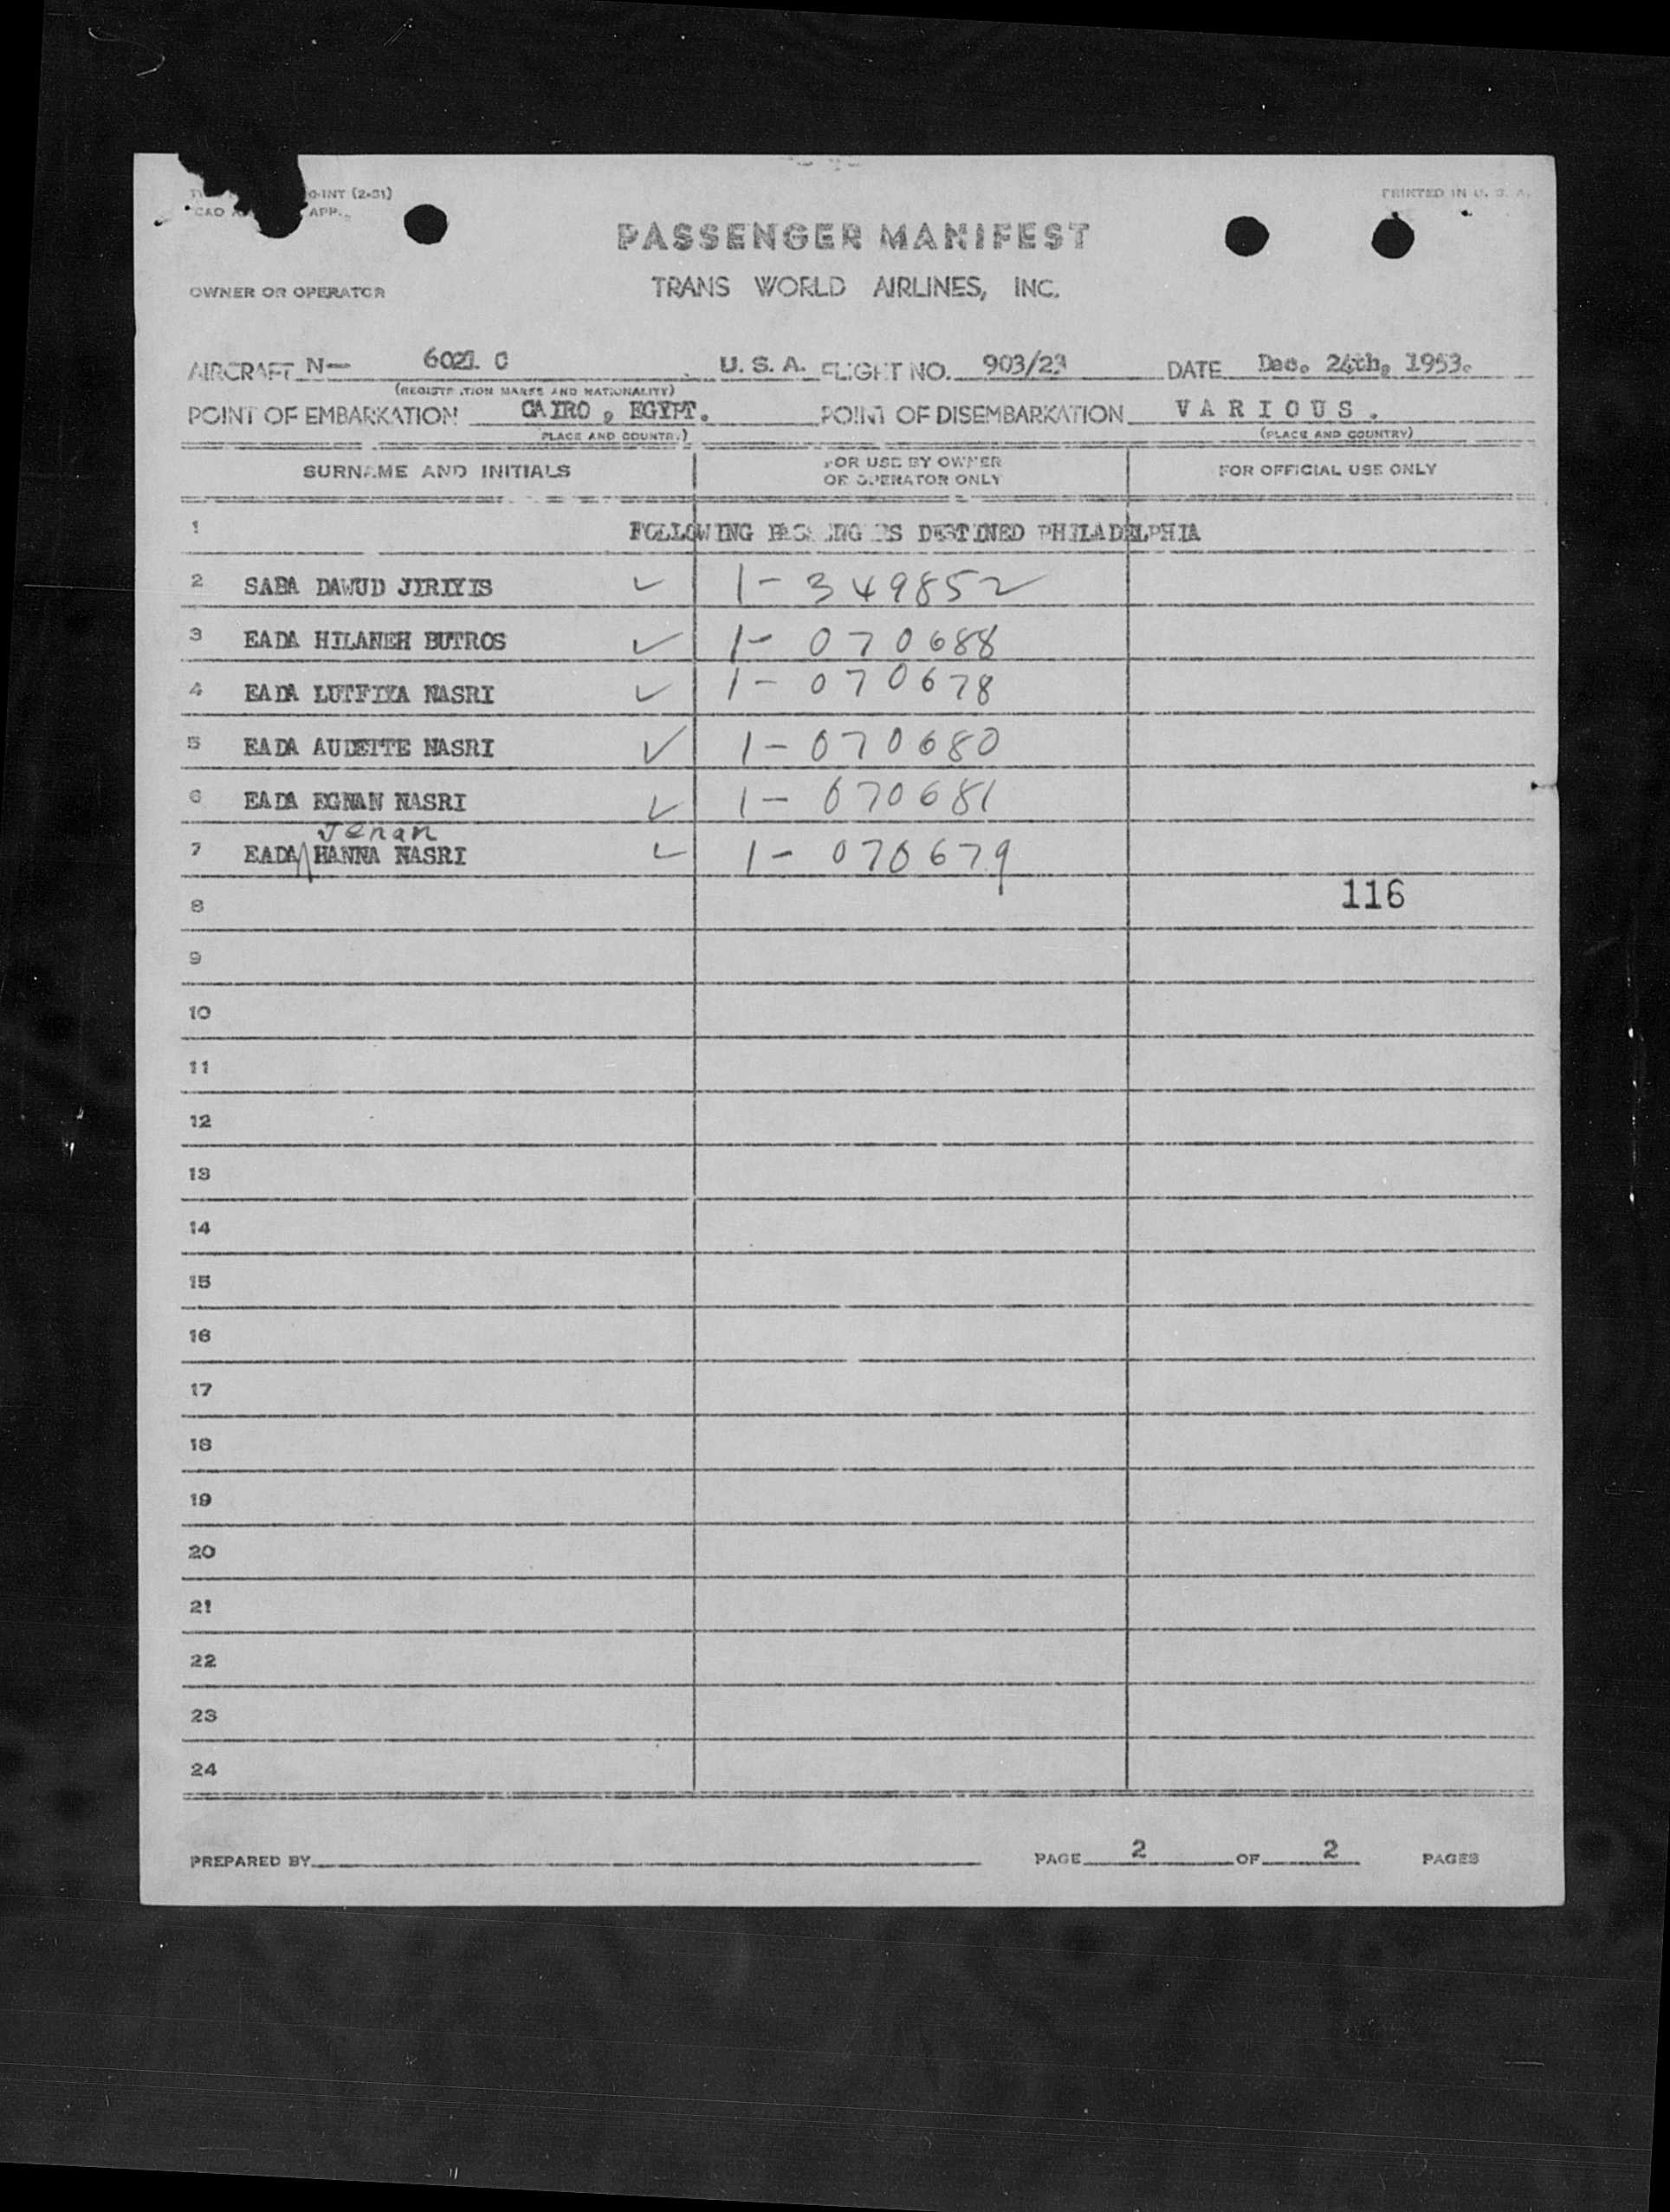 (2-51)
PRINTED IN U. S. A.
CAO APP.
PASSENGER MANIFEST
OWNER OR OPERATOR TRANS WORLD AIRLINES, INC.
AIRCRAFT N— 6021 C U. S. A. FLIGHT NO. 903/23 DATE Dec. 24th, 1953.
(REGISTRATION MARKS AND NATIONALITY)
POINT OF EMBARKATION CAIRO, EGYPT. POINT OF DISEMBARKATION VARIOUS.
PLACE AND COUNTRY) (PLACE AND COUNTRY)
SURNAME AND INITIALS FOR USE BY OWNER OR OPERATOR ONLY FOR OFFICIAL USE ONLY
1 FOLLOWING PASSENGERS DESTINED PHILADELPHIA
2 SABA DAWUD JIRIYIS ✓ 1-349852
3 EADA HILANEH BUTROS ✓ 1-070688
4 EADA LUTFIYA NASRI ✓ 1-070678
5 EADA AUDETTE NASRI ✓ 1-070680
6 EADA EGNAN NASRI ✓ 1-070681
Jenan
7 EADA HANNA NASRI ✓ 1-070679
8 116
9
10
11
12
13
14
15
16
17
18
19
20
21
22
23
24
PREPARED BY PAGE 2 OF 2 PAGES